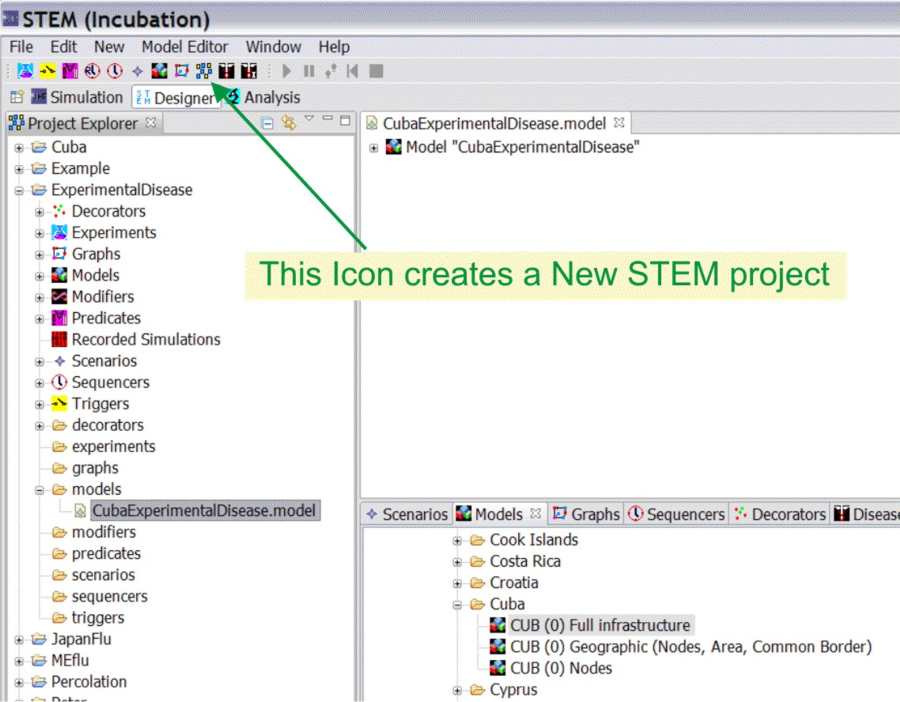 STEM (Incubation)
File Edit New Model Editor Window Help
Simulation Designer Analysis
Project Explorer
Cuba
Example
ExperimentalDisease
Decorators
Experiments
Graphs
Models
Modifiers
Predicates
Recorded Simulations
Scenarios
Sequencers
Triggers
decorators
experiments
graphs
models
CubaExperimentalDisease.model
modifiers
predicates
scenarios
sequencers
triggers
JapanFlu
MEflu
Percolation
CubaExperimentalDisease.model
Model "CubaExperimentalDisease"
This Icon creates a New STEM project
Scenarios Models Graphs Sequencers Decorators Disease
Cook Islands
Costa Rica
Croatia
Cuba
CUB (0) Full infrastructure
CUB (0) Geographic (Nodes, Area, Common Border)
CUB (0) Nodes
Cyprus